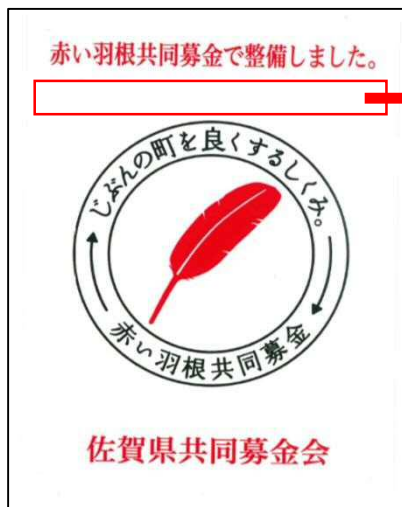 赤い羽根共同募金で整備しました。
じぶんの町を良くするしくみ。
赤い羽根共同募金
佐賀県共同募金会